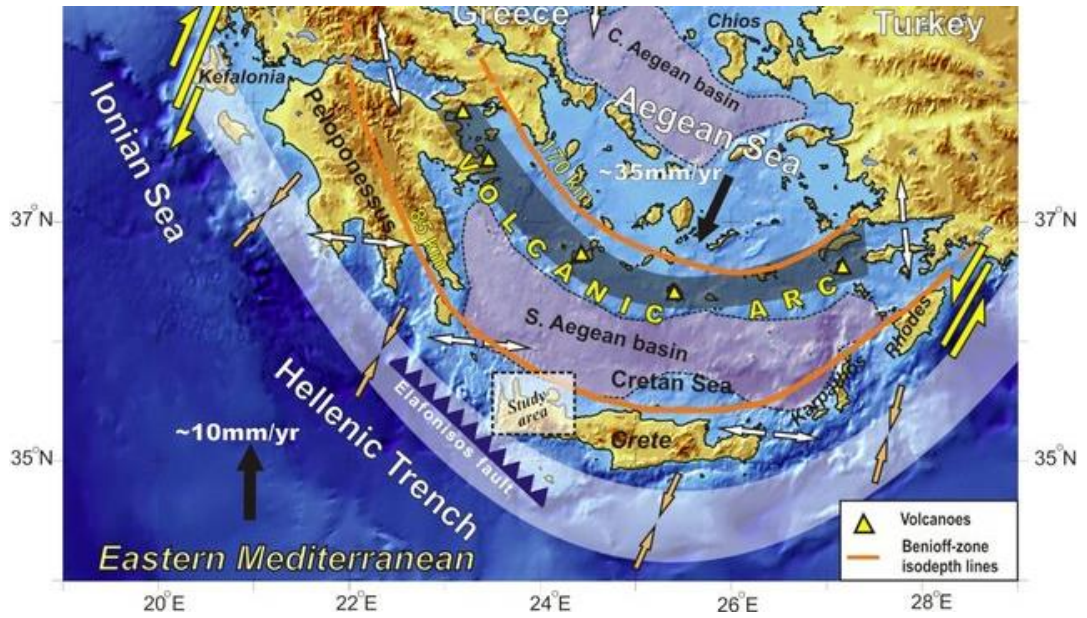 Greece
Chios
Turkey
C. Aegean basin
Kefalonia
Aegean Sea
Ionian Sea
Peloponessus
170 km
~35mm/yr
37°N
37°N
85 km
VOLCANIC ARC
S. Aegean basin
Rhodes
Cretan Sea
Karpathos
Elafonisos fault
Study
area
Crete
Hellenic Trench
~10mm/yr
35°N
35°N
Eastern Mediterranean
Volcanoes
Benioff-zone
isodepth lines
20°E
22°E
24°E
26°E
28°E